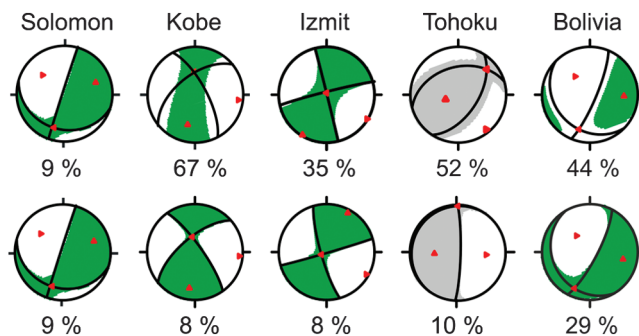 Solomon Kobe Izmit Tohoku Bolivia
9 % 67 % 35 % 52 % 44 %
9 % 8 % 8 % 10 % 29 %